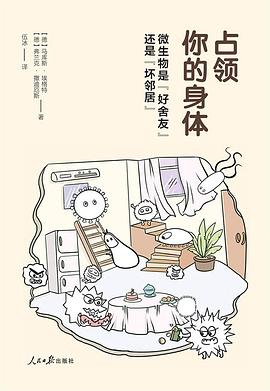 占领
你的身体
微生物是『好舍友』
还是『坏邻居』
[德] 马库斯·埃格特
[德] 弗兰克·撒迪厄斯 著
伍冰 译
人民日报出版社